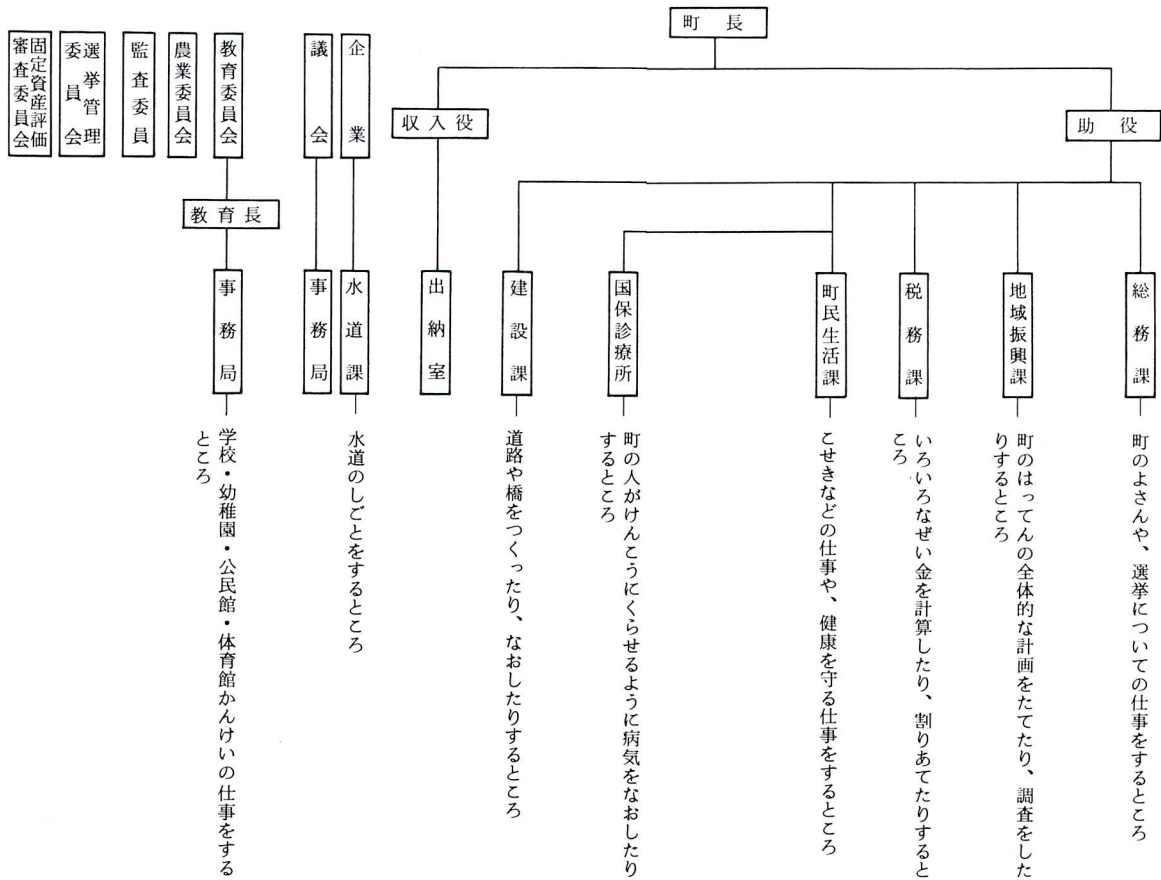 町長
助役
収入役
企業
議会
教育委員会
農業委員会
監査委員
選挙管理
委員会
固定資産評価
審査委員会
教育長
総務課
地域振興課
税務課
町民生活課
国保診療所
建設課
出納室
水道課
事務局
事務局
町のよさんや、選挙についての仕事をするところ
町のはってんの全体的な計画をたてたり、調査をした
りするところ
いろいろなぜい金を計算したり、割りあてたりすると
ころ
こせきなどの仕事や、健康を守る仕事をするところ
町の人がけんこうにくらせるように病気をなおしたり
するところ
道路や橋をつくったり、なおしたりするところ
水道のしごとをするところ
学校・幼稚園・公民館・体育館かんけいの仕事をする
ところ